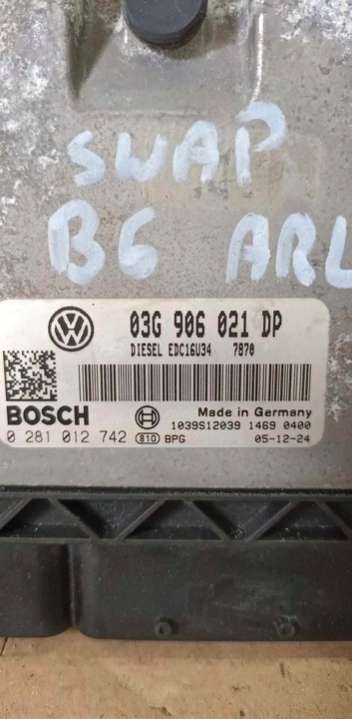 SWAP
B6 ARL
03G 906 021 DP
DIESEL EDC16U34 7870
BOSCH
Made in Germany
1039S12039 1469 0400
0 281 012 742 810 BPG 05-12-24